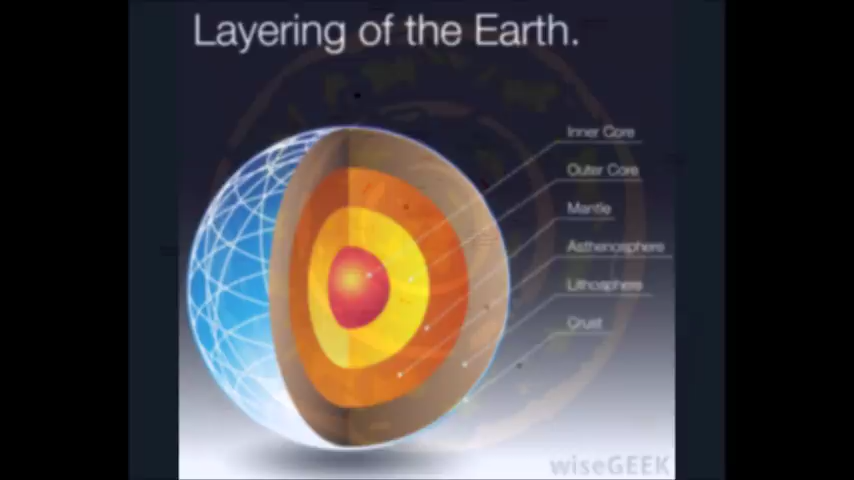 Layering of the Earth.
Inner Core
Outer Core
Mantle
Asthenosphere
Lithosphere
Crust
wiseGEEK